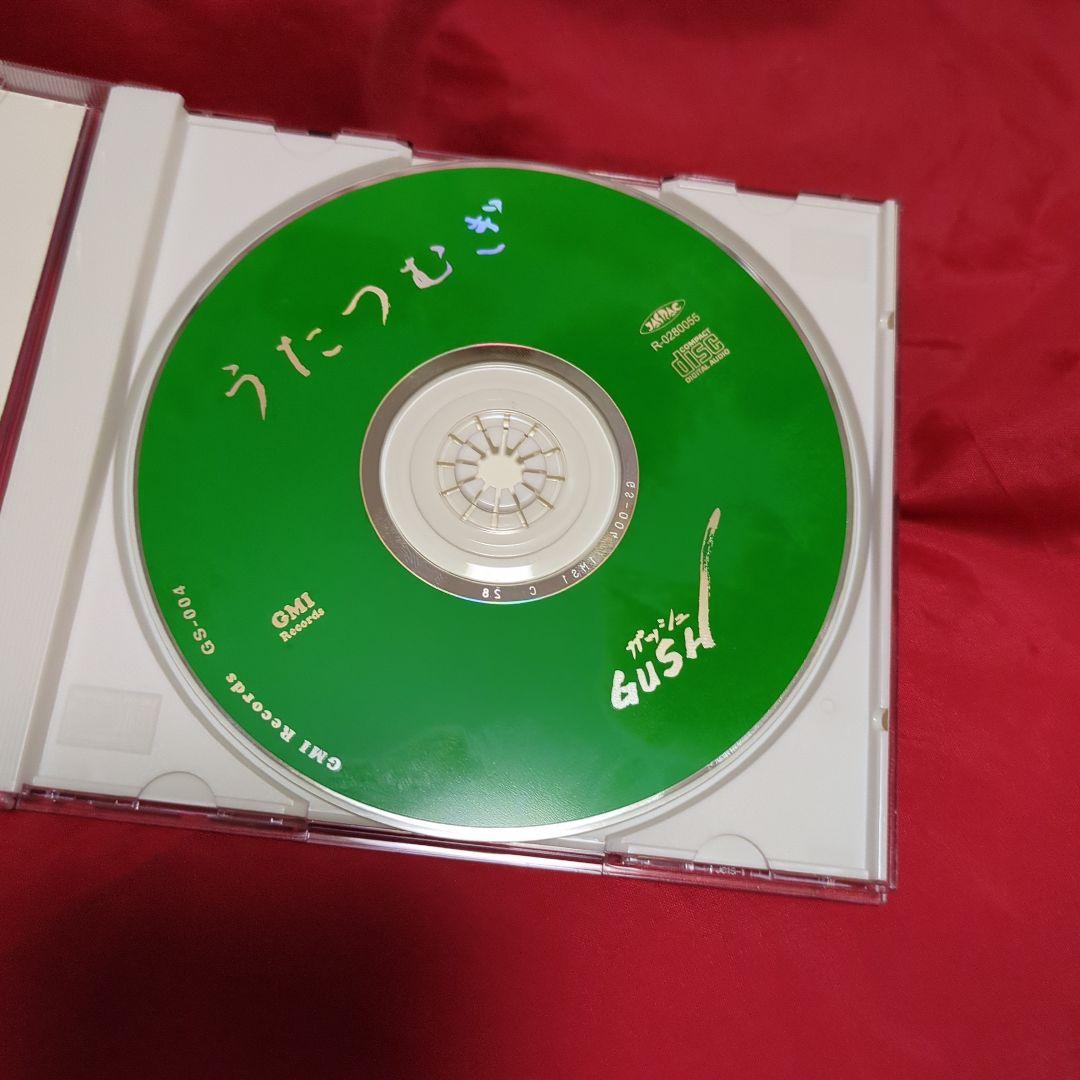 うたつむぎ
JASRAC
R-0280055
COMPACT
disc
DIGITAL AUDIO
ガッシュ
GUSH
GMI
Records
GMI Records GS-004